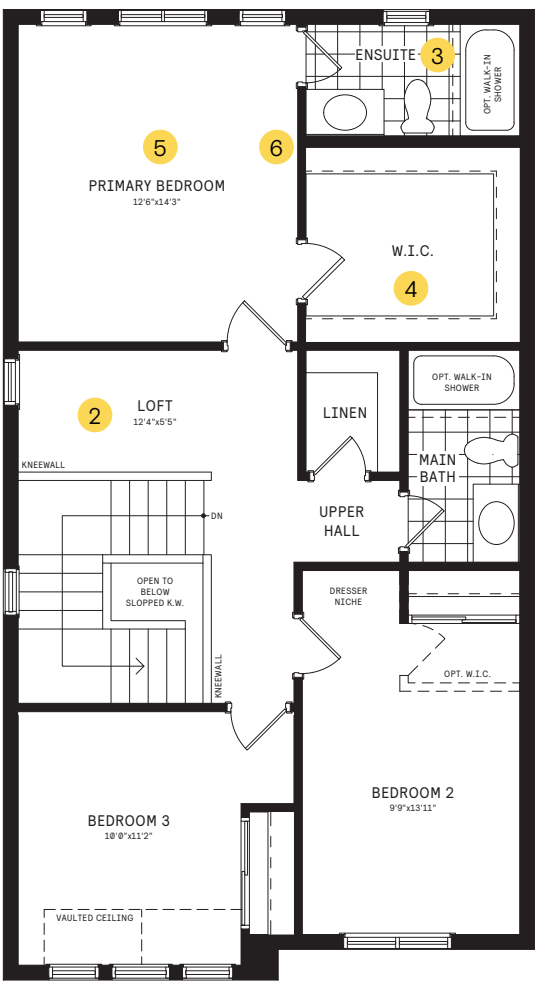 ENSUITE
3
OPT. WALK-IN
SHOWER
5
6
PRIMARY BEDROOM
12'6"x14'3"
W.I.C.
4
2
LOFT
12'4"x5'5"
KNEEWALL
LINEN
OPT. WALK-IN
SHOWER
MAIN
BATH
DN
UPPER
HALL
OPEN TO
BELOW
SLOPPED K.W.
KNEEWALL
DRESSER
NICHE
OPT. W.I.C.
BEDROOM 2
9'9"x13'11"
BEDROOM 3
10'0"x11'2"
VAULTED CEILING